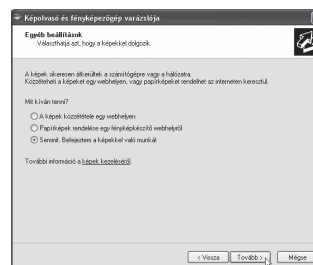 Képolvasó és fényképezőgép varázslója
Egyéb beállítások
Választhatja azt, hogy a képekkel dolgozik.
A képek sikeresen átkerültek a számítógépre vagy a hálózatra.
Közzéteheti a képeket egy webhelyen, vagy papírképeket rendelhet az interneten keresztül.
Mit kíván tenni?
A képek közzététele egy webhelyen
Papírképek rendelése egy fényképkészítő webhelyről
Semmit. Befejeztem a képekkel való munkát
További információ a képek kezeléséről.
< Vissza Tovább > Mégse